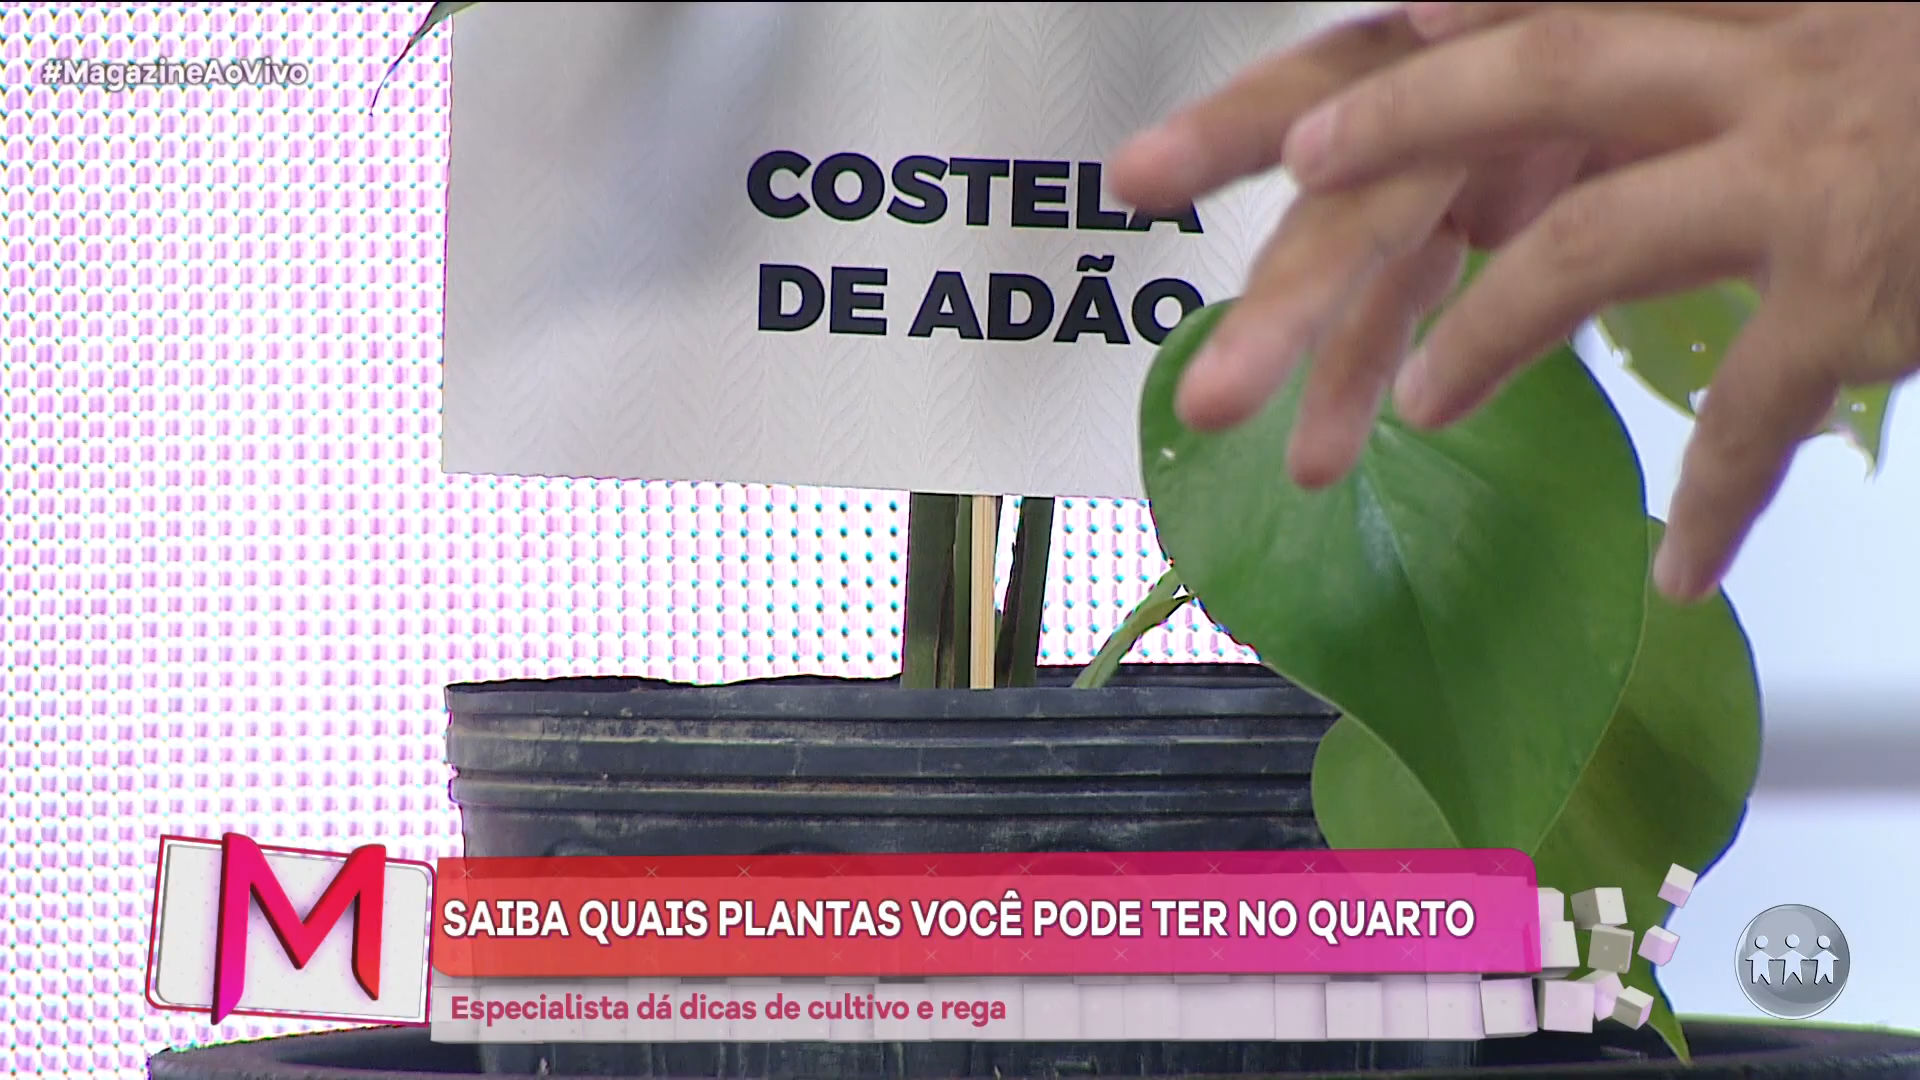 #MagazineAoVivo
COSTELA
DE ADÃO
M
SAIBA QUAIS PLANTAS VOCÊ PODE TER NO QUARTO
Especialista dá dicas de cultivo e rega